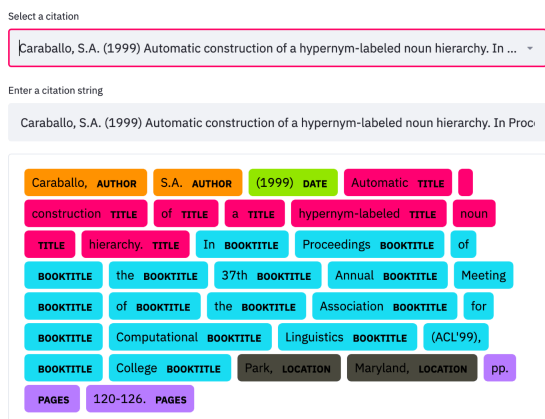 Select a citation
Caraballo, S.A. (1999) Automatic construction of a hypernym-labeled noun hierarchy. In ...
Enter a citation string
Caraballo, S.A. (1999) Automatic construction of a hypernym-labeled noun hierarchy. In Proc
Caraballo, AUTHOR S.A. AUTHOR (1999) DATE Automatic TITLE
construction TITLE of TITLE a TITLE hypernym-labeled TITLE noun
TITLE hierarchy. TITLE In BOOKTITLE Proceedings BOOKTITLE of
BOOKTITLE the BOOKTITLE 37th BOOKTITLE Annual BOOKTITLE Meeting
BOOKTITLE of BOOKTITLE the BOOKTITLE Association BOOKTITLE for
BOOKTITLE Computational BOOKTITLE Linguistics BOOKTITLE (ACL'99),
BOOKTITLE College BOOKTITLE Park, LOCATION Maryland, LOCATION pp.
PAGES 120-126. PAGES